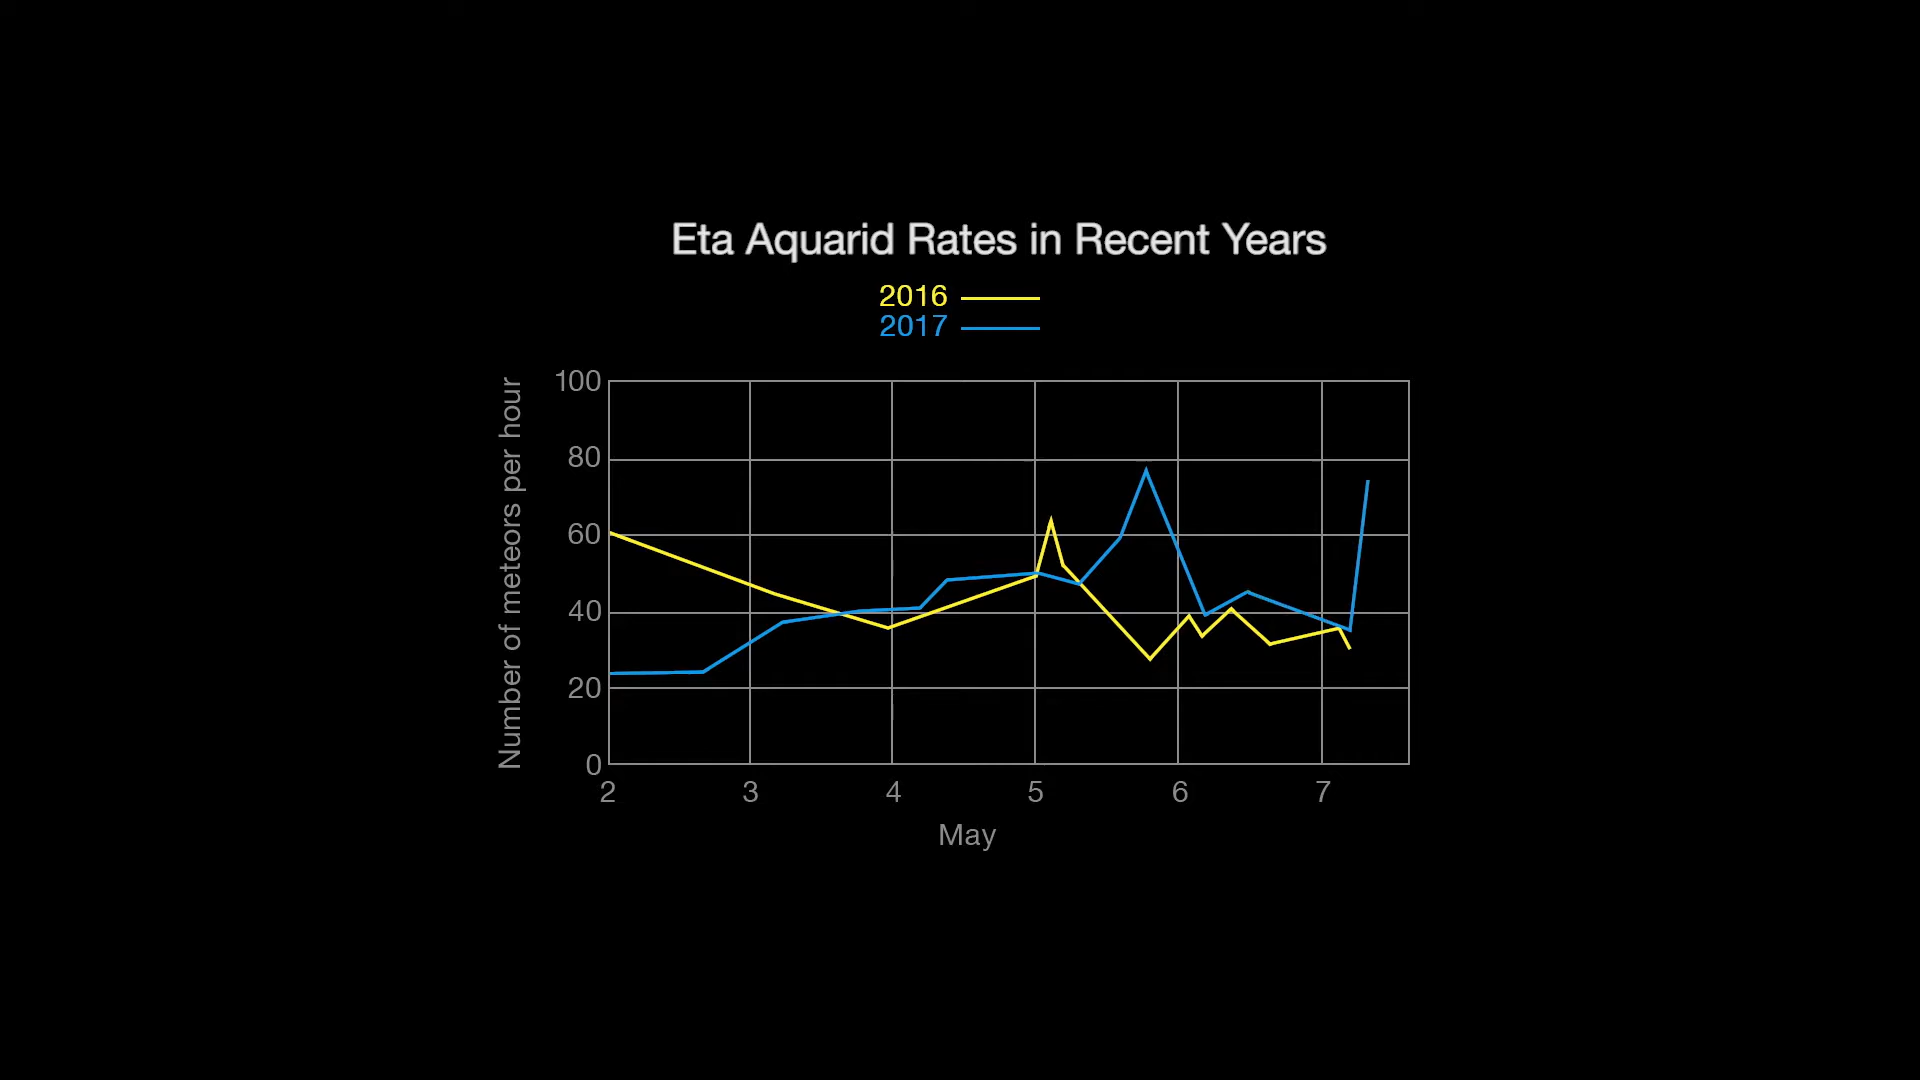 Eta Aquarid Rates in Recent Years
2016
2017
Number of meteors per hour
100
80
60
40
20
0
2 3 4 5 6 7
May